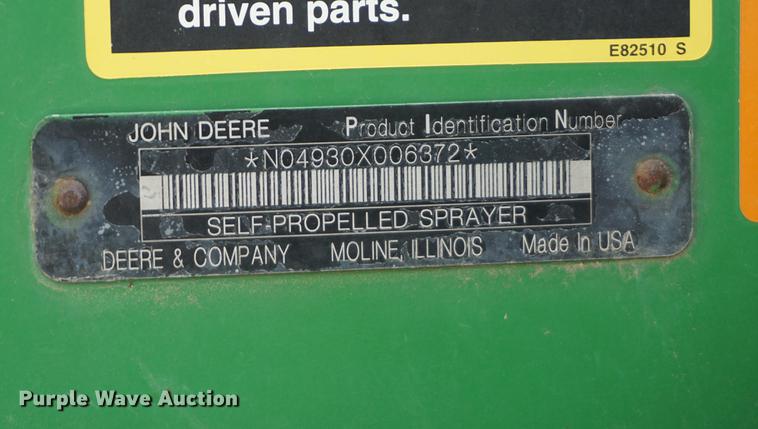 driven parts.
E82510 S
JOHN DEERE Product Identification Number
*N04930X006372*
SELF-PROPELLED SPRAYER
DEERE & COMPANY MOLINE, ILLINOIS Made In USA
Purple Wave Auction